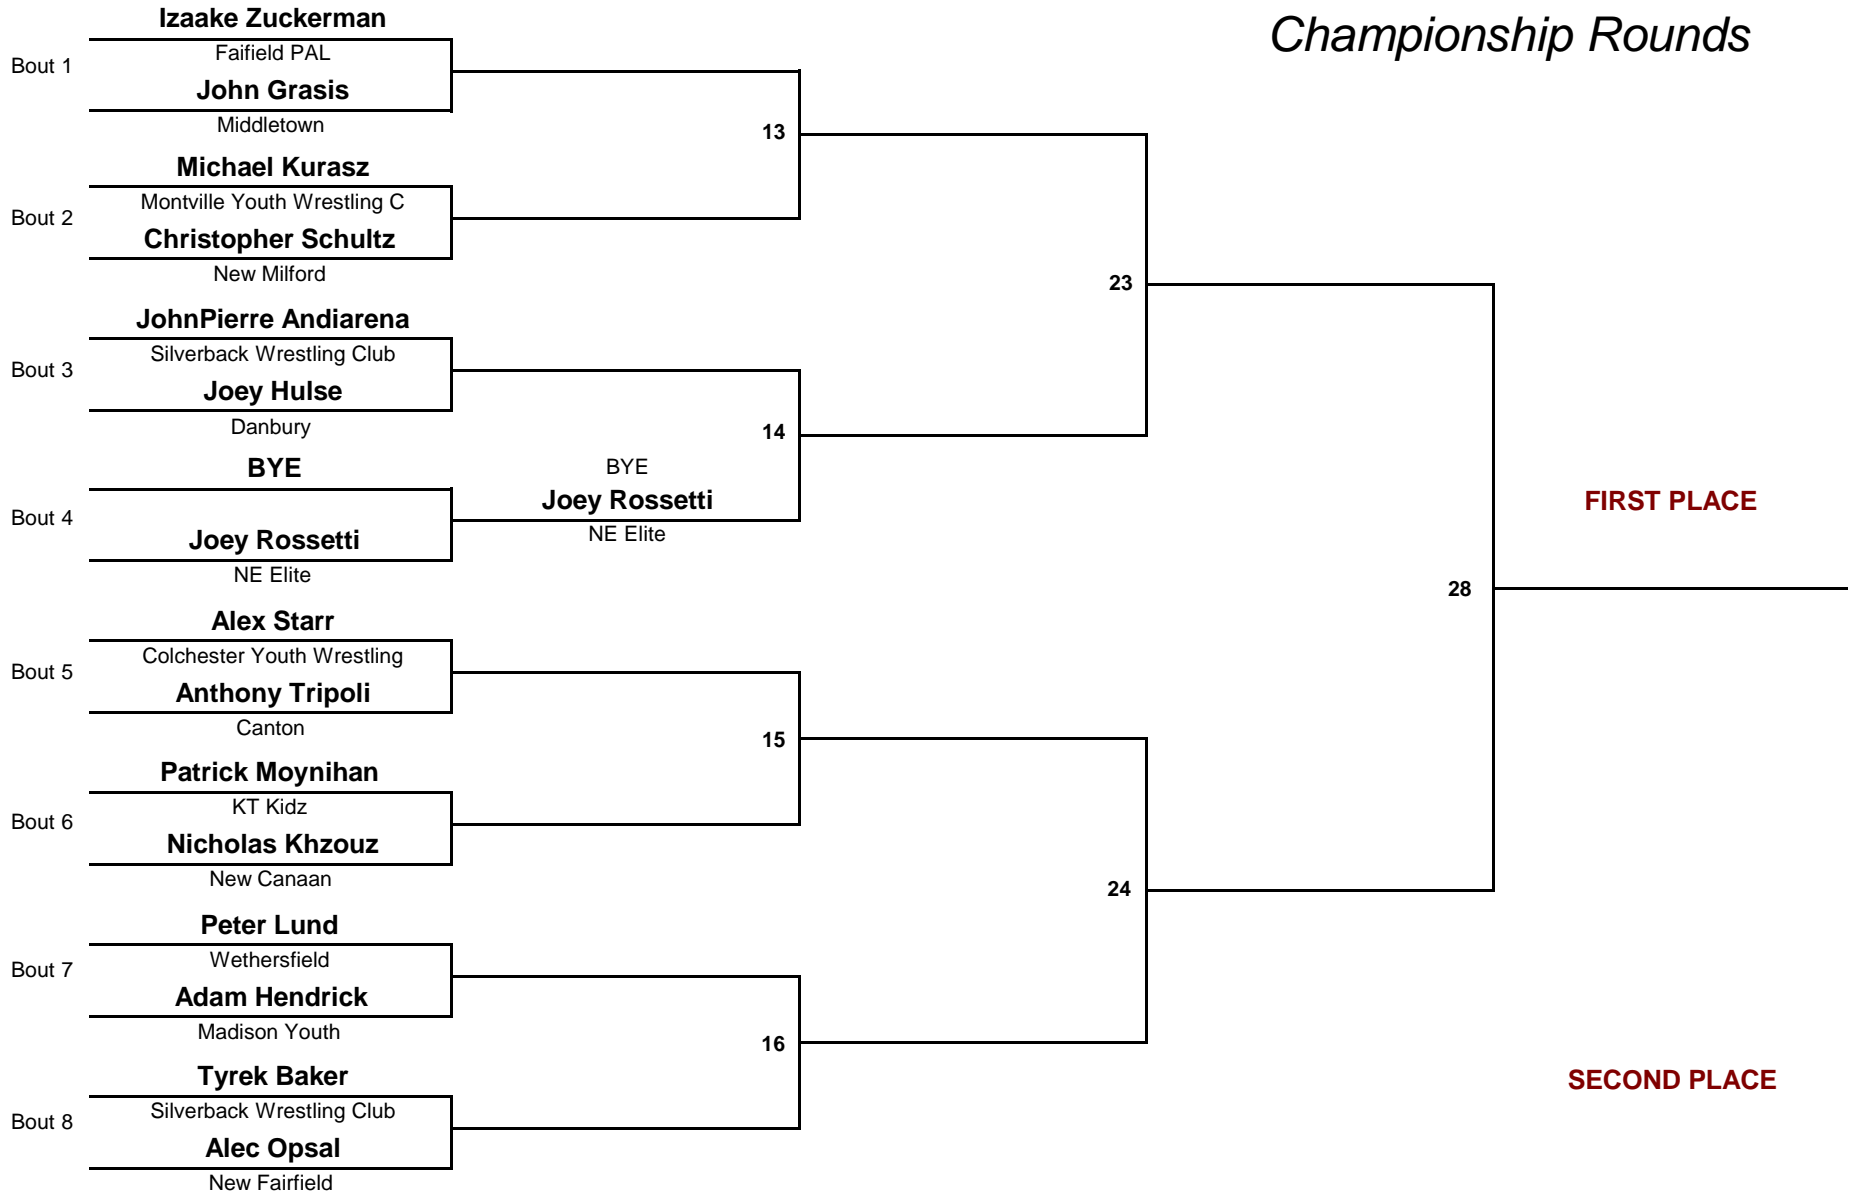 Championship Rounds
Izaake Zuckerman
Bout 1
Faifield PAL
John Grasis
Middletown
13
Michael Kurasz
Bout 2
Montville Youth Wrestling C
Christopher Schultz
New Milford
23
JohnPierre Andiarena
Bout 3
Silverback Wrestling Club
Joey Hulse
Danbury
14
BYE
Bout 4
Joey Rossetti
NE Elite
BYE
Joey Rossetti
NE Elite
FIRST PLACE
28
Alex Starr
Bout 5
Colchester Youth Wrestling
Anthony Tripoli
Canton
15
Patrick Moynihan
Bout 6
KT Kidz
Nicholas Khzouz
New Canaan
24
Peter Lund
Bout 7
Wethersfield
Adam Hendrick
Madison Youth
16
Tyrek Baker
Bout 8
Silverback Wrestling Club
Alec Opsal
New Fairfield
SECOND PLACE